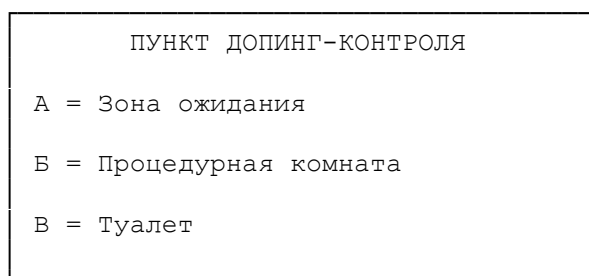 ПУНКТ ДОПИНГ-КОНТРОЛЯ
А = Зона ожидания
Б = Процедурная комната
В = Туалет